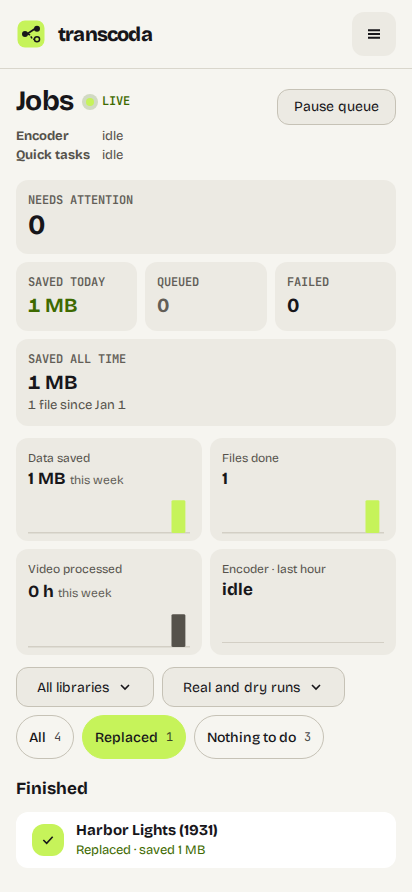 transcoda
Jobs LIVE Pause queue
Encoder idle
Quick tasks idle
NEEDS ATTENTION
0
SAVED TODAY QUEUED FAILED
1 MB 0 0
SAVED ALL TIME
1 MB
1 file since Jan 1
Data saved Files done
1 MB this week 1
Video processed Encoder · last hour
0 h this week idle
All libraries Real and dry runs
All 4 Replaced 1 Nothing to do 3
Finished
Harbor Lights (1931)
Replaced · saved 1 MB